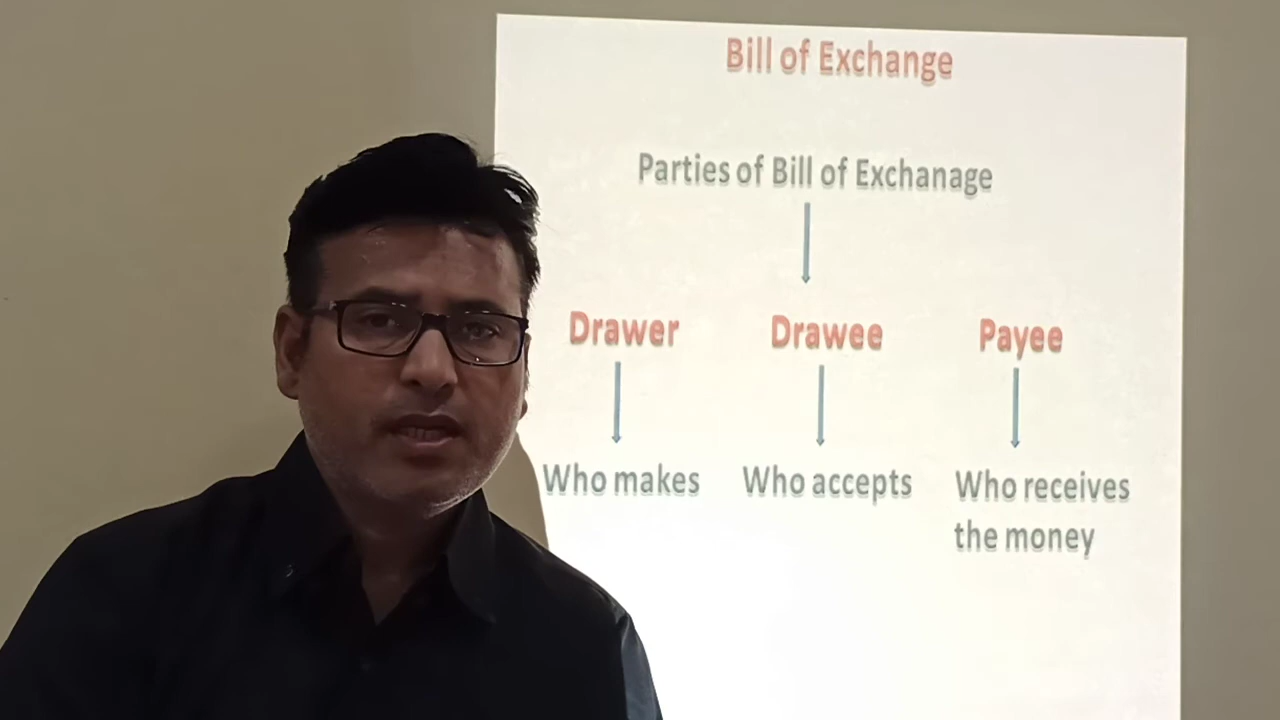 Bill of Exchange
Parties of Bill of Exchanage
Drawer
Drawee
Payee
Who makes
Who accepts
Who receives
the money